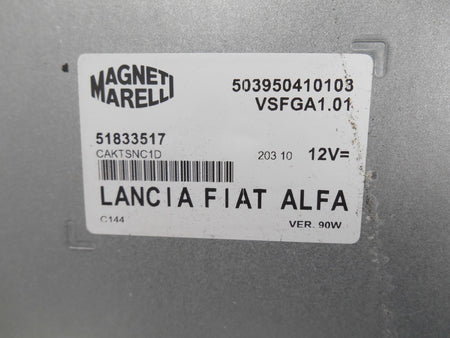 MAGNETI
MARELLI
503950410103
VSFGA1.01
51833517
CAKTSNC1D
203 10 12V=
LANCIA FIAT ALFA
C144 VER. 90W